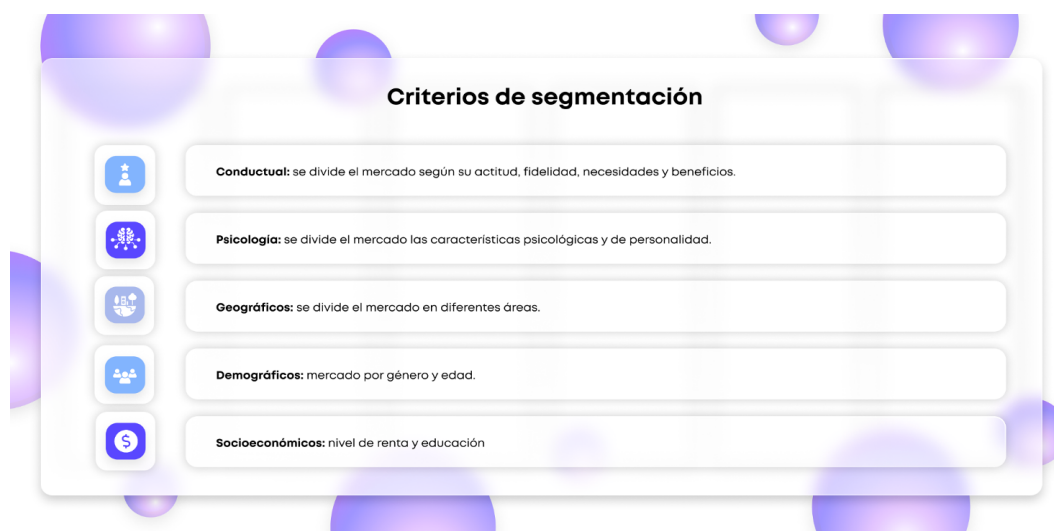 Criterios de segmentación
Conductual: se divide el mercado según su actitud, fidelidad, necesidades y beneficios.
Psicología: se divide el mercado las características psicológicas y de personalidad.
Geográficos: se divide el mercado en diferentes áreas.
Demográficos: mercado por género y edad.
Socioeconómicos: nivel de renta y educación